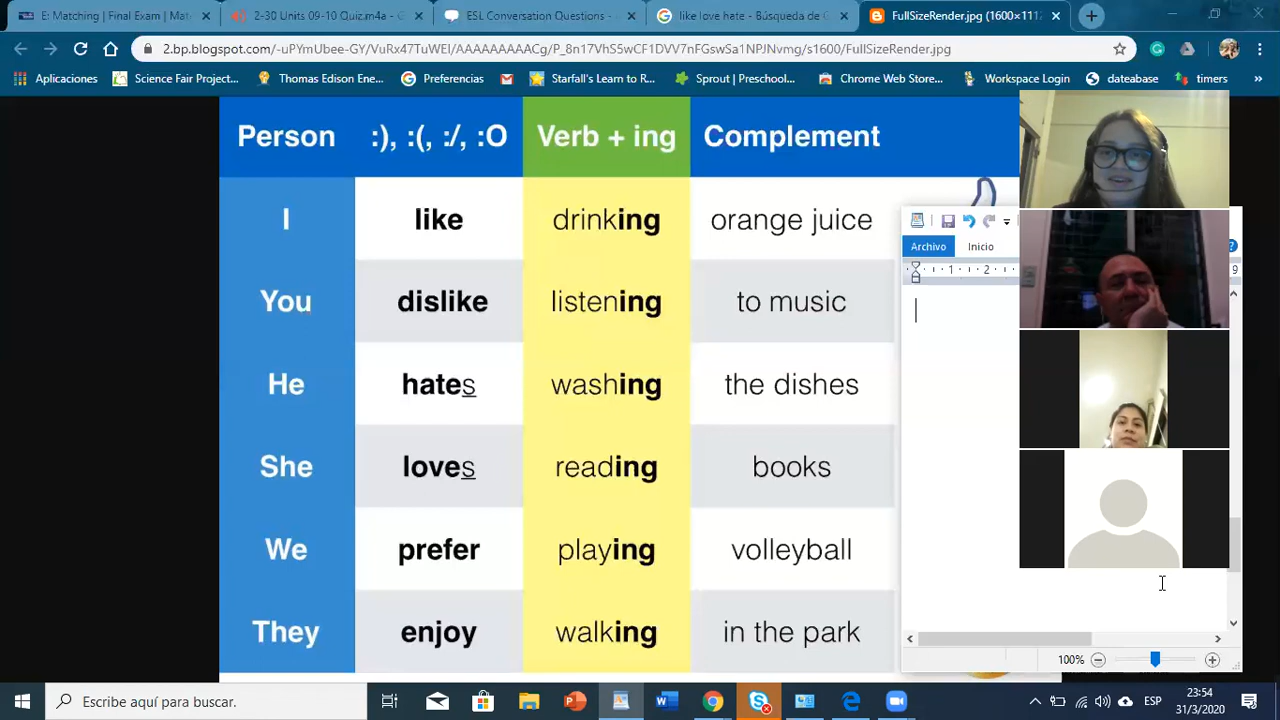 E: Matching | Final Exam | Mat
2-30 Units 09-10 Quiz.m4a - G
ESL Conversation Questions -
like love hate - Búsqueda de G
FullSizeRender.jpg (1600×111
2.bp.blogspot.com/-uPYmUbee-GY/VuRx47TuWEI/AAAAAAAAACg/P_8n17VhS5wCF1DVV7nFGswSa1NPJNvmg/s1600/FullSizeRender.jpg
Aplicaciones Science Fair Project... Thomas Edison Ene... Preferencias Starfall's Learn to R... Sprout | Preschool... Chrome Web Store... Workspace Login dateabase timers
Person :), :(, :/, :O Verb + ing Complement
I like drinking orange juice
You dislike listening to music
He hates washing the dishes
She loves reading books
We prefer playing volleyball
They enjoy walking in the park
Archivo Inicio
1 2 9
100%
Escribe aquí para buscar.
ESP
23:54
31/3/2020